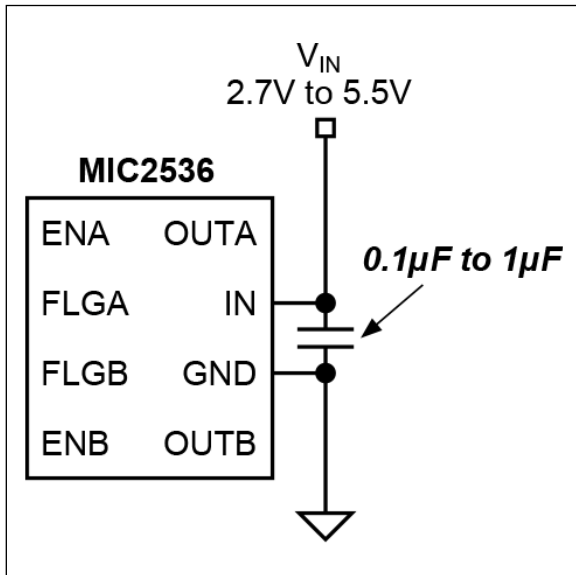 VIN
2.7V to 5.5V
MIC2536
ENA OUTA
0.1µF to 1µF
FLGA IN
FLGB GND
ENB OUTB